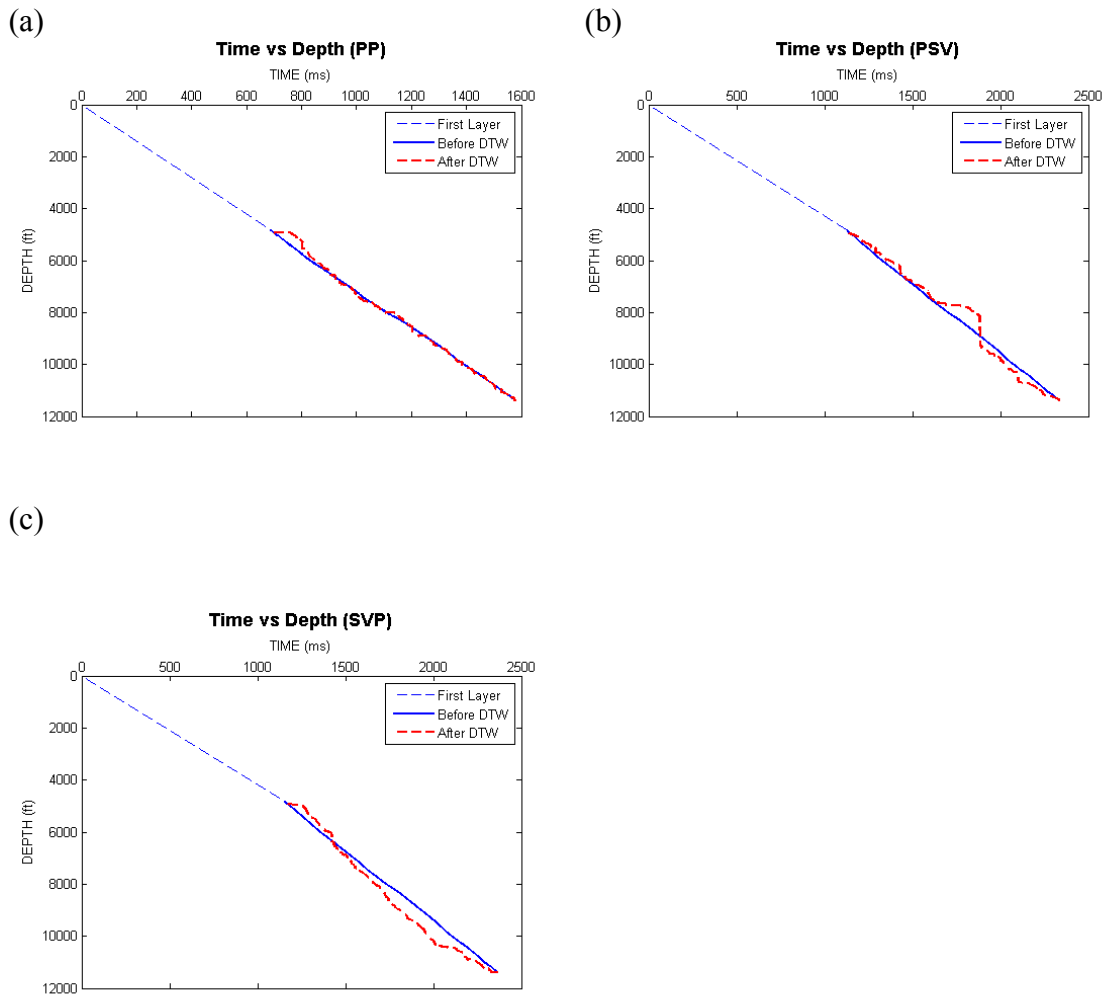 (a)
Time vs Depth (PP)
TIME (ms)
0 200 400 600 800 1000 1200 1400 1600
0
2000
4000
6000
8000
10000
12000
DEPTH (ft)
First Layer
Before DTW
After DTW
(b)
Time vs Depth (PSV)
TIME (ms)
0 500 1000 1500 2000 2500
0
2000
4000
6000
8000
10000
12000
DEPTH (ft)
First Layer
Before DTW
After DTW
(c)
Time vs Depth (SVP)
TIME (ms)
0 500 1000 1500 2000 2500
0
2000
4000
6000
8000
10000
12000
DEPTH (ft)
First Layer
Before DTW
After DTW